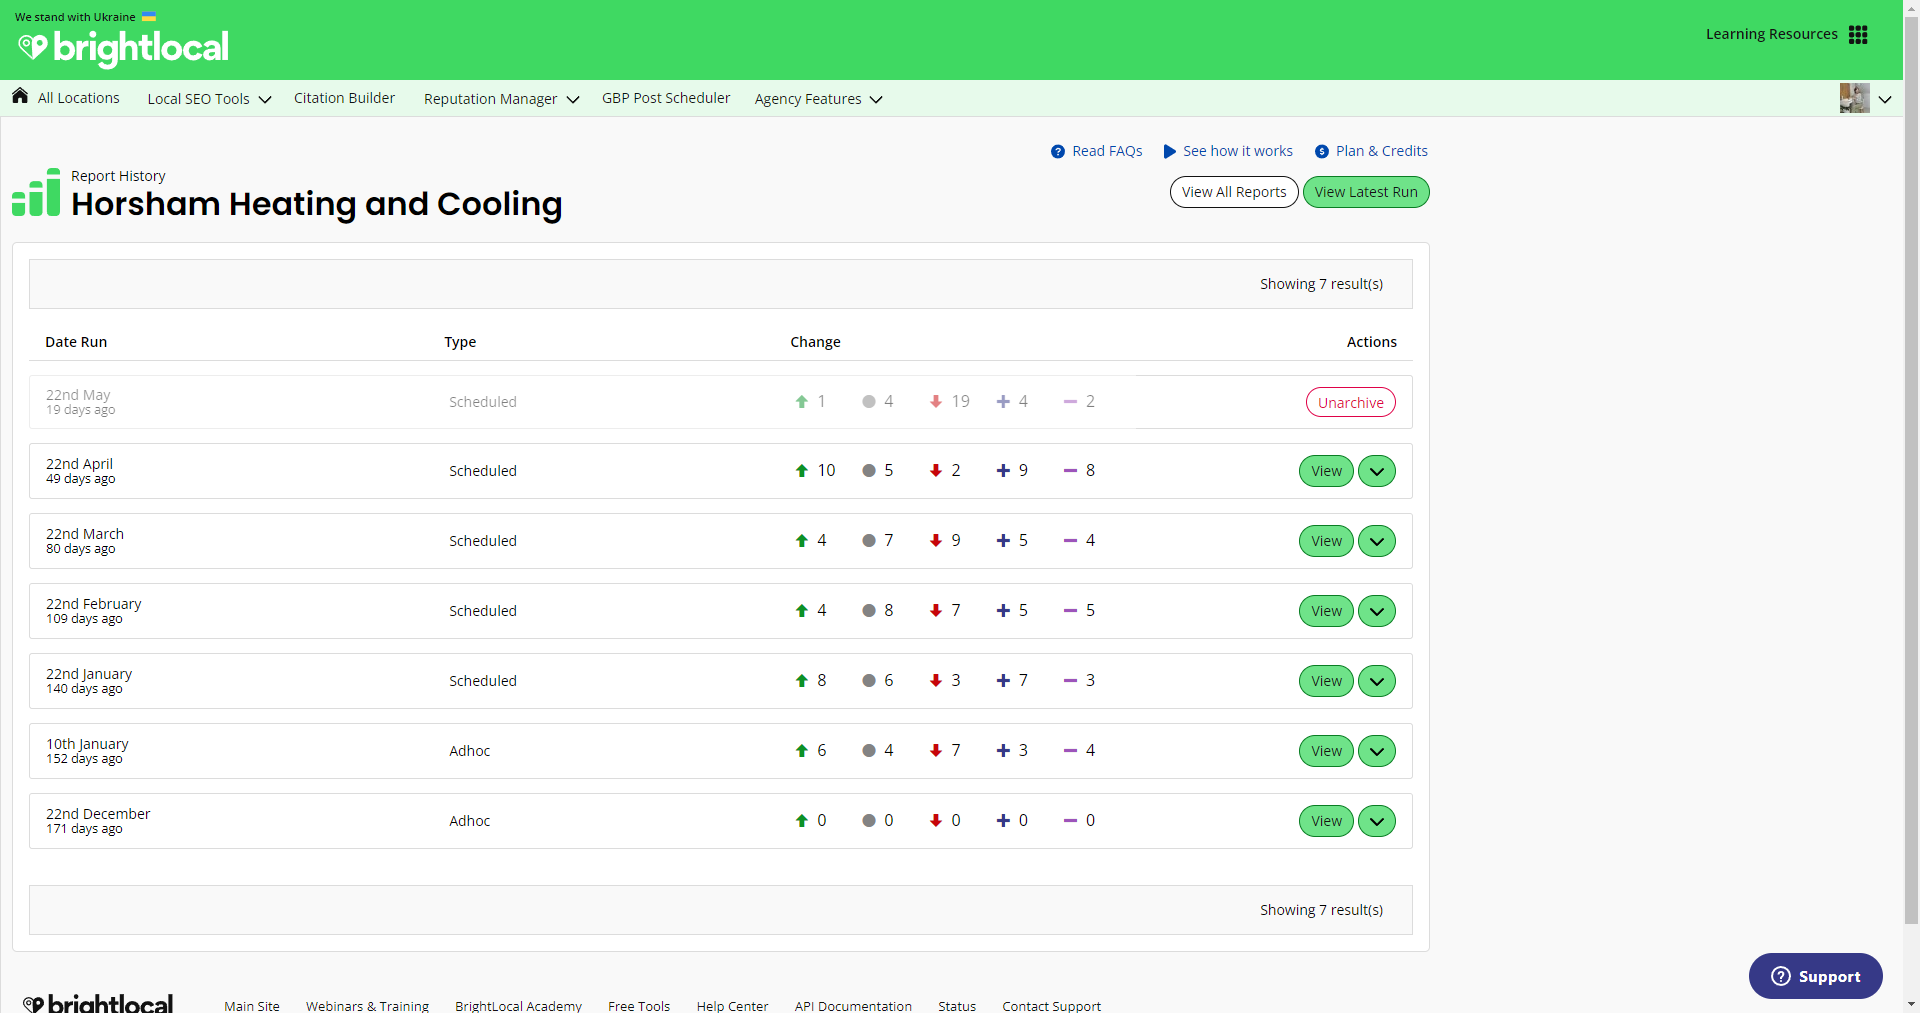 We stand with Ukraine
brightlocal
Learning Resources
All Locations
Local SEO Tools
Citation Builder
Reputation Manager
GBP Post Scheduler
Agency Features
Read FAQs
See how it works
Plan & Credits
Report History
Horsham Heating and Cooling
View All Reports
View Latest Run
Showing 7 result(s)
Date Run Type Change Actions
22nd May
19 days ago
Scheduled 1 4 19 4 2 Unarchive
22nd April
49 days ago
Scheduled 10 5 2 9 8 View
22nd March
80 days ago
Scheduled 4 7 9 5 4 View
22nd February
109 days ago
Scheduled 4 8 7 5 5 View
22nd January
140 days ago
Scheduled 8 6 3 7 3 View
10th January
152 days ago
Adhoc 6 4 7 3 4 View
22nd December
171 days ago
Adhoc 0 0 0 0 0 View
Showing 7 result(s)
Support
brightlocal
Main Site
Webinars & Training
BrightLocal Academy
Free Tools
Help Center
API Documentation
Status
Contact Support